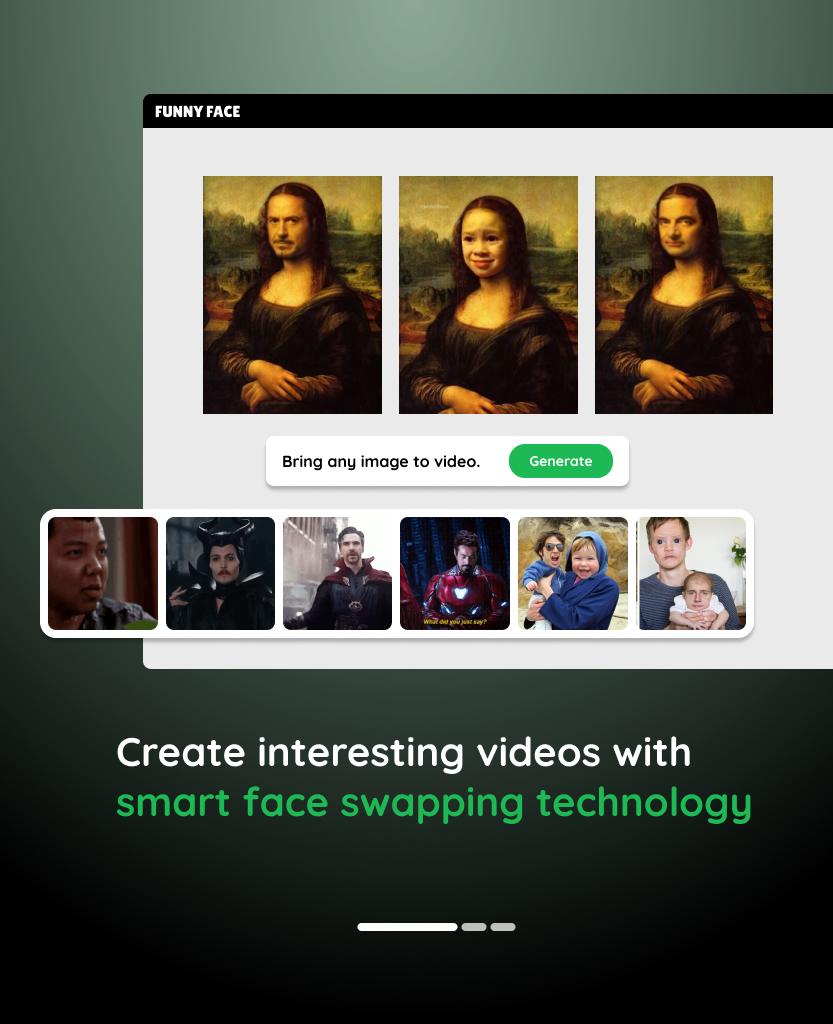 FUNNY FACE
Bring any image to video.
Generate
What did you just say?
Create interesting videos with
smart face swapping technology